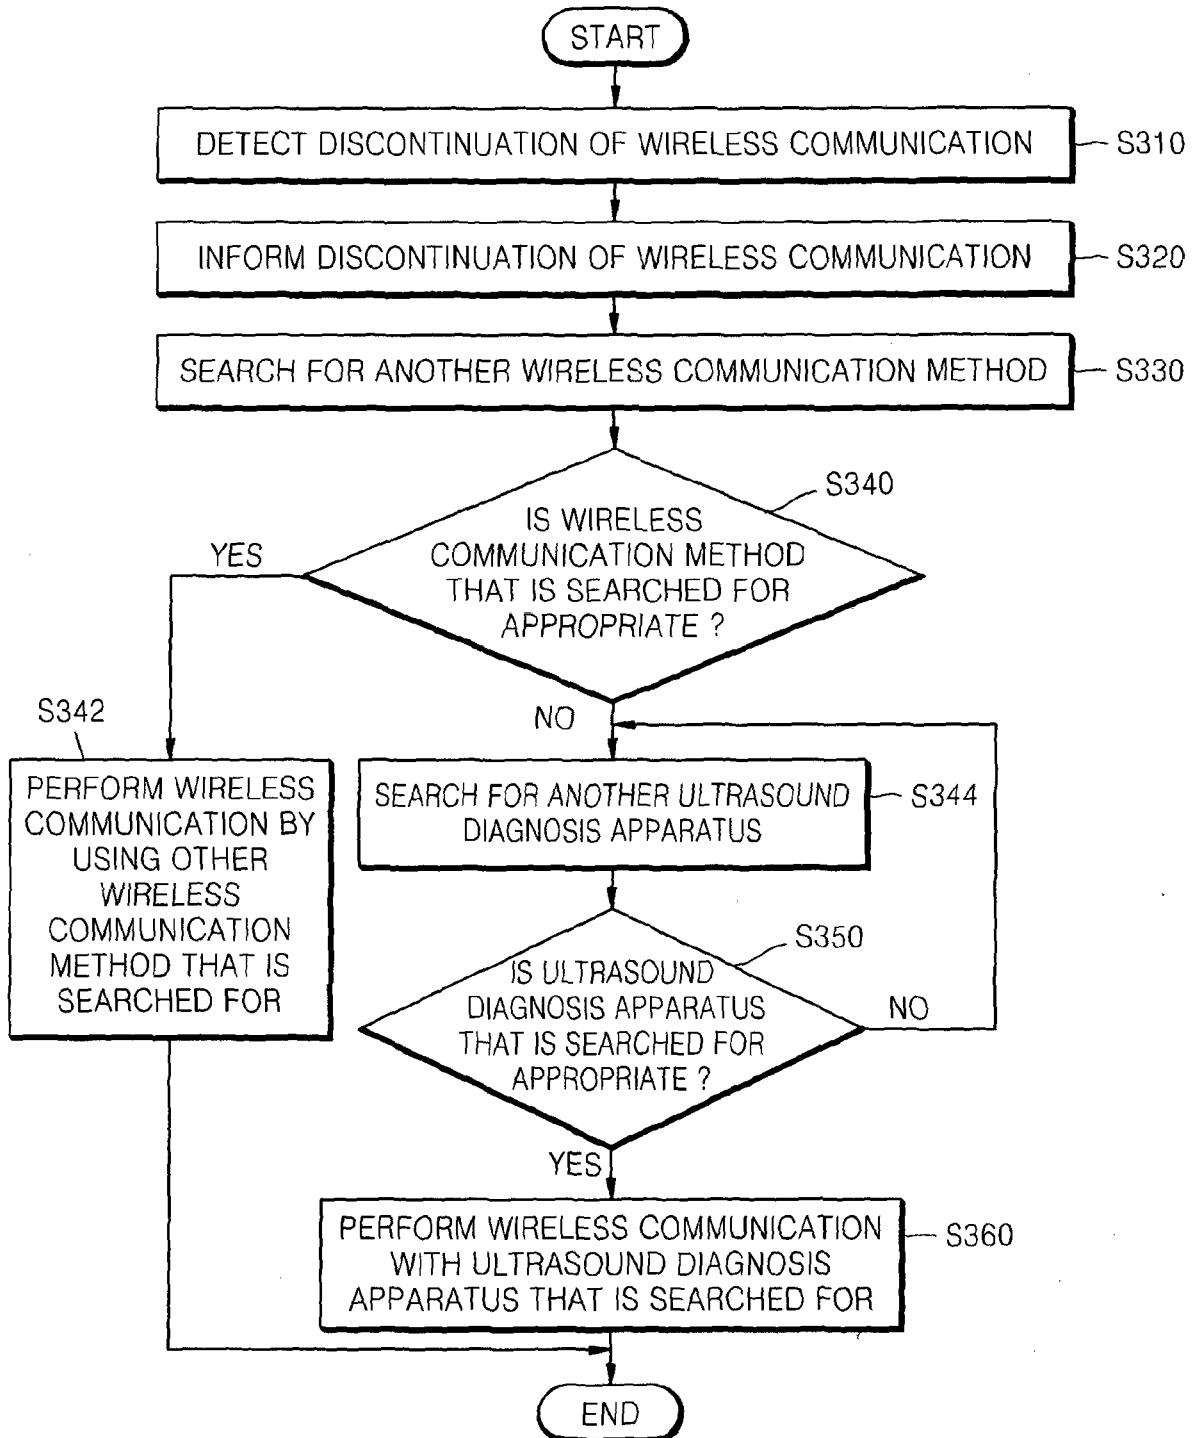 START
DETECT DISCONTINUATION OF WIRELESS COMMUNICATION
S310
INFORM DISCONTINUATION OF WIRELESS COMMUNICATION
S320
SEARCH FOR ANOTHER WIRELESS COMMUNICATION METHOD
S330
S340
IS WIRELESS
COMMUNICATION METHOD
THAT IS SEARCHED FOR
APPROPRIATE ?
YES
NO
S342
PERFORM WIRELESS
COMMUNICATION BY
USING OTHER
WIRELESS
COMMUNICATION
METHOD THAT IS
SEARCHED FOR
SEARCH FOR ANOTHER ULTRASOUND
DIAGNOSIS APPARATUS
S344
S350
IS ULTRASOUND
DIAGNOSIS APPARATUS
THAT IS SEARCHED FOR
APPROPRIATE ?
NO
YES
PERFORM WIRELESS COMMUNICATION
WITH ULTRASOUND DIAGNOSIS
APPARATUS THAT IS SEARCHED FOR
S360
END